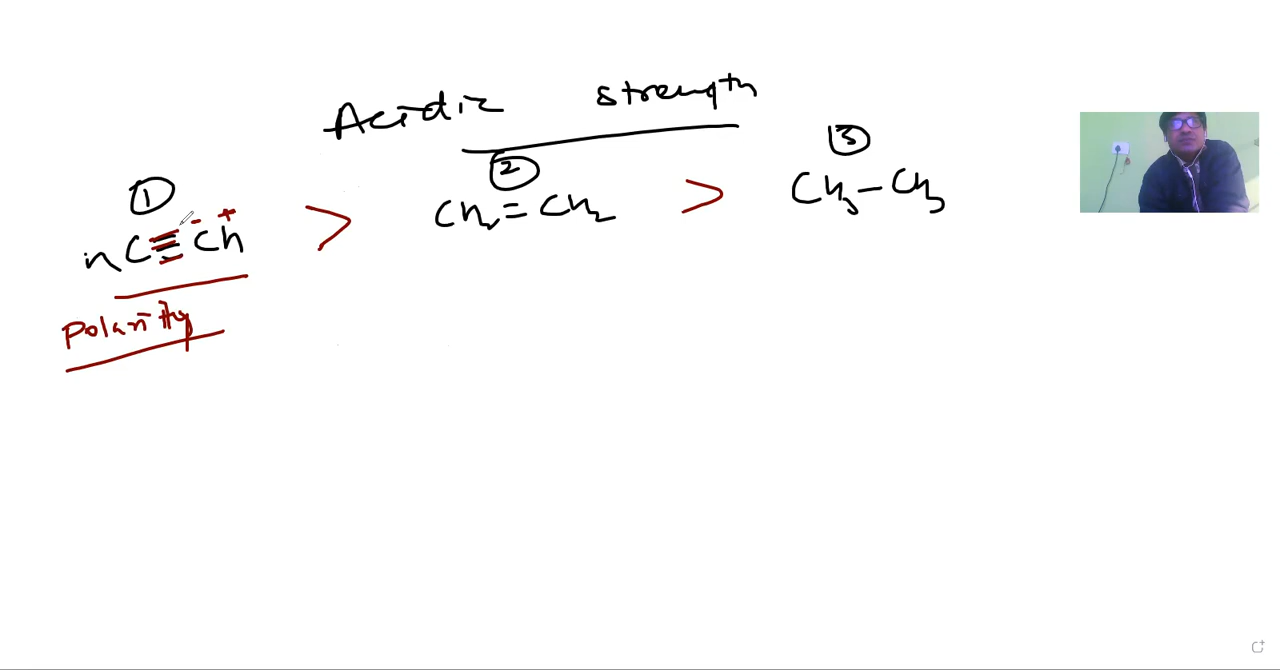 Acidic strength
① ② ③
HC≡CH > CH2=CH2 > CH3-CH3
- +
Polarity